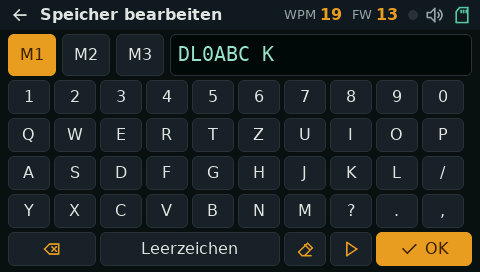 Speicher bearbeiten WPM 19 FW 13
M1 M2 M3 DL0ABC K
1 2 3 4 5 6 7 8 9 0
Q W E R T Z U I O P
A S D F G H J K L /
Y X C V B N M ? . ,
Leerzeichen OK